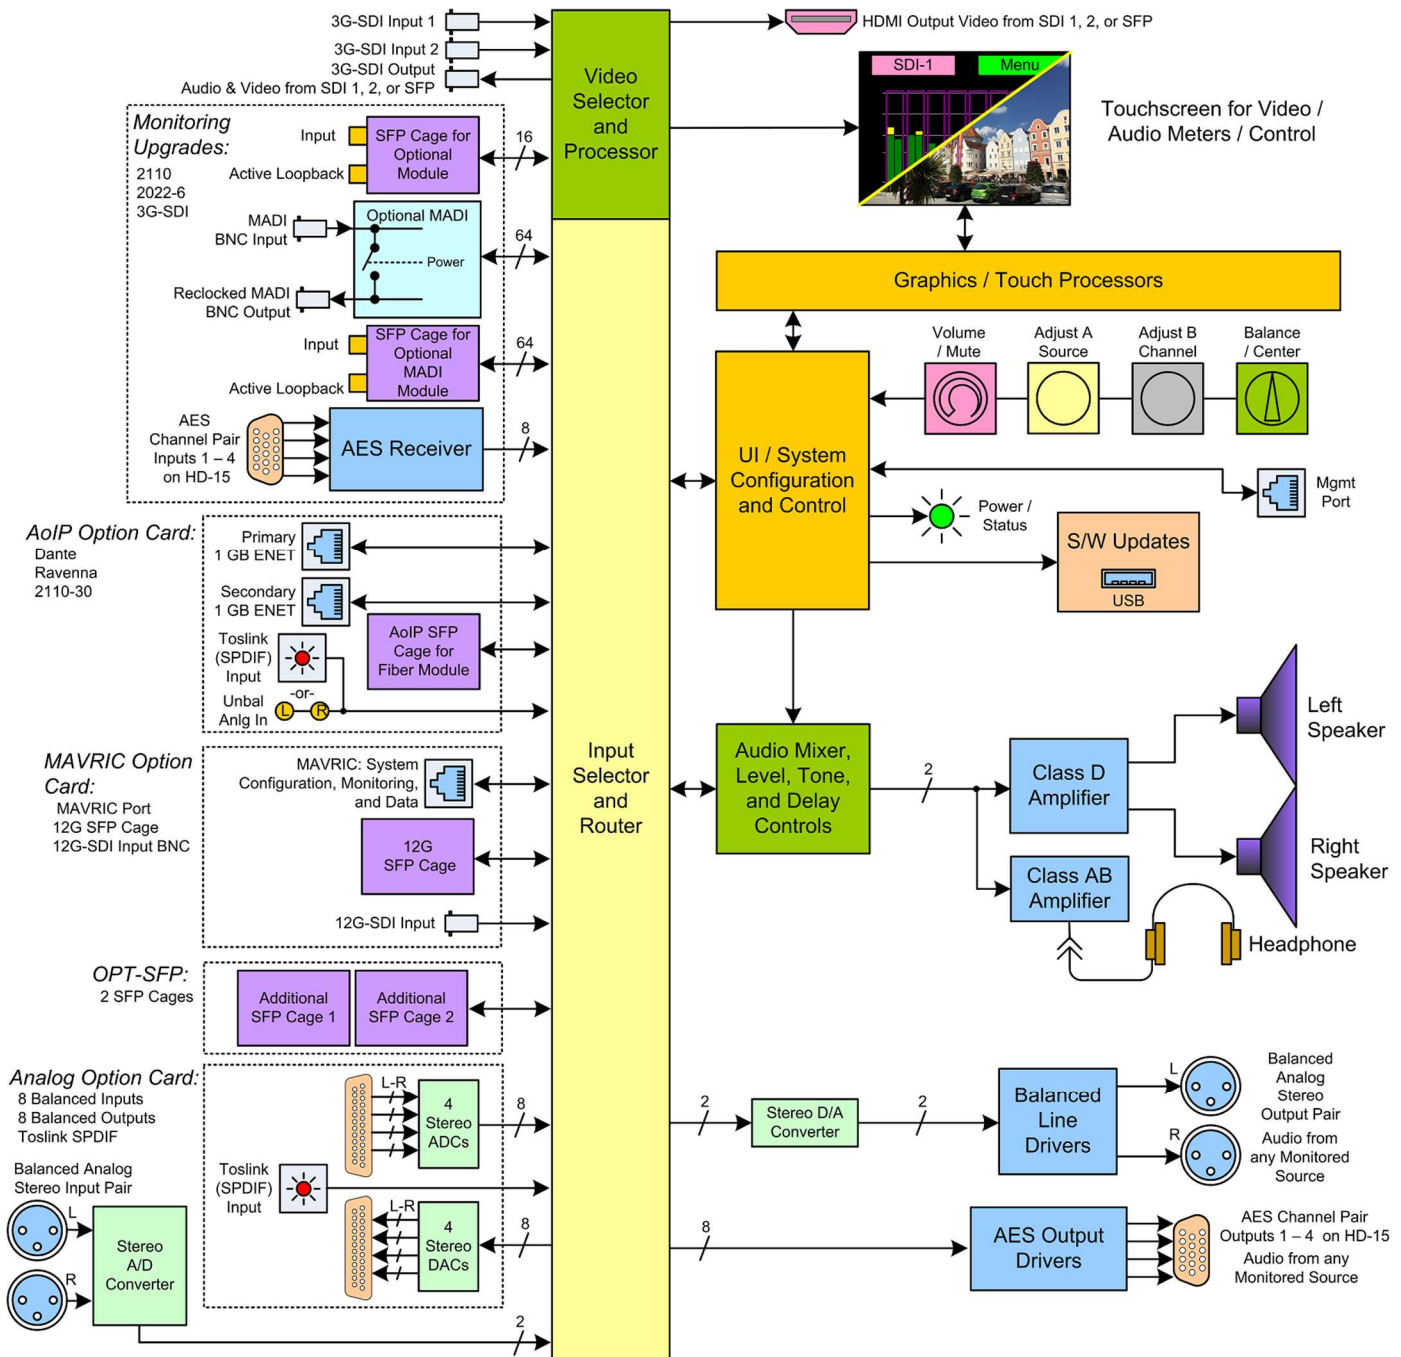 3G-SDI Input 1
3G-SDI Input 2
3G-SDI Output
Audio & Video from SDI 1, 2, or SFP
Video
Selector
and
Processor
HDMI Output Video from SDI 1, 2, or SFP
SDI-1
Menu
Touchscreen for Video /
Audio Meters / Control
Monitoring
Upgrades:
2110
2022-6
3G-SDI
Input
Active Loopback
SFP Cage for
Optional
Module
16
MADI
BNC Input
Optional MADI
Power
64
Reclocked MADI
BNC Output
Input
Active Loopback
SFP Cage for
Optional
MADI
Module
64
AES
Channel Pair
Inputs 1 – 4
on HD-15
AES Receiver
8
Graphics / Touch Processors
Volume
/ Mute
Adjust A
Source
Adjust B
Channel
Balance
/ Center
UI / System
Configuration
and Control
Mgmt
Port
Power /
Status
S/W Updates
USB
AoIP Option Card:
Dante
Ravenna
2110-30
Primary
1 GB ENET
Secondary
1 GB ENET
Toslink
(SPDIF)
Input
-or-
Unbal
Anlg In
L
R
AoIP SFP
Cage for
Fiber Module
MAVRIC Option
Card:
MAVRIC Port
12G SFP Cage
12G-SDI Input BNC
MAVRIC: System
Configuration, Monitoring,
and Data
12G
SFP Cage
12G-SDI Input
Input
Selector
and
Router
Audio Mixer,
Level, Tone,
and Delay
Controls
2
Class D
Amplifier
Left
Speaker
Right
Speaker
Class AB
Amplifier
Headphone
OPT-SFP:
2 SFP Cages
Additional
SFP Cage 1
Additional
SFP Cage 2
Analog Option Card:
8 Balanced Inputs
8 Balanced Outputs
Toslink SPDIF
L-R
4
Stereo
ADCs
8
Toslink
(SPDIF)
Input
L-R
4
Stereo
DACs
8
Balanced Analog
Stereo Input Pair
L
R
Stereo
A/D
Converter
2
2
Stereo D/A
Converter
2
Balanced
Line
Drivers
L
R
Balanced
Analog
Stereo
Output Pair
Audio from
any Monitored
Source
8
AES Output
Drivers
AES Channel Pair
Outputs 1 – 4 on HD-15
Audio from any
Monitored Source